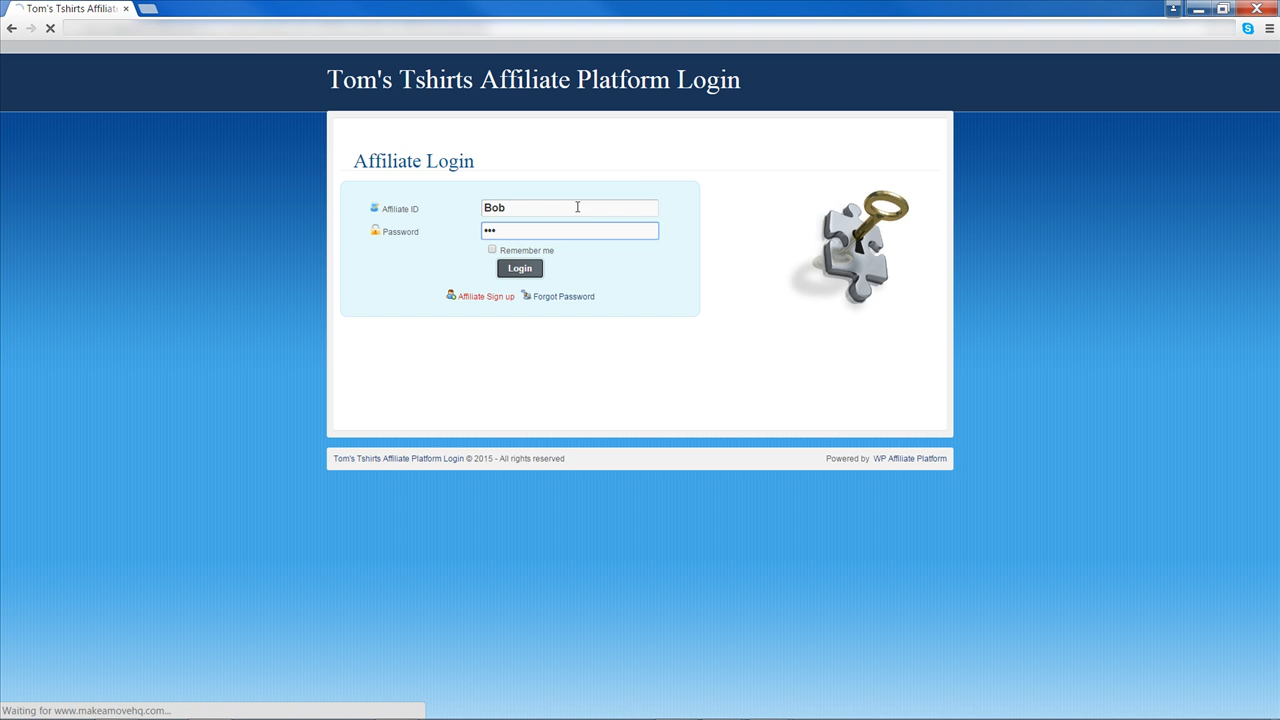 Tom's Tshirts Affiliate
Tom's Tshirts Affiliate Platform Login
Affiliate Login
Affiliate ID Bob
Password •••
Remember me
Login
Affiliate Sign up Forgot Password
Tom's Tshirts Affiliate Platform Login © 2015 - All rights reserved Powered by WP Affiliate Platform
Waiting for www.makeamovehq.com...